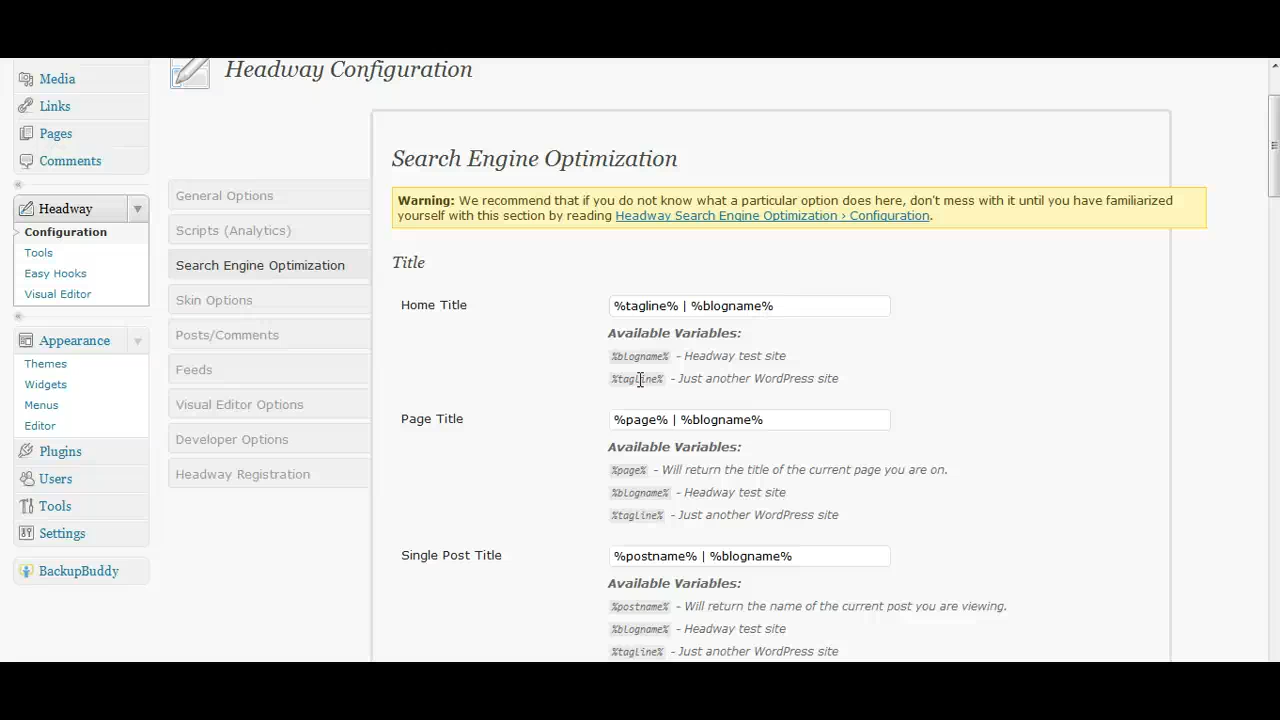 Headway Configuration
Media
Links
Pages
Comments
Headway
Configuration
Tools
Easy Hooks
Visual Editor
Appearance
Themes
Widgets
Menus
Editor
Plugins
Users
Tools
Settings
BackupBuddy
General Options
Scripts (Analytics)
Search Engine Optimization
Skin Options
Posts/Comments
Feeds
Visual Editor Options
Developer Options
Headway Registration
Search Engine Optimization
Warning: We recommend that if you do not know what a particular option does here, don't mess with it until you have familiarized
yourself with this section by reading Headway Search Engine Optimization › Configuration.
Title
Home Title %tagline% | %blogname%
Available Variables:
%blogname% - Headway test site
%tagline% - Just another WordPress site
Page Title %page% | %blogname%
Available Variables:
%page% - Will return the title of the current page you are on.
%blogname% - Headway test site
%tagline% - Just another WordPress site
Single Post Title %postname% | %blogname%
Available Variables:
%postname% - Will return the name of the current post you are viewing.
%blogname% - Headway test site
%tagline% - Just another WordPress site